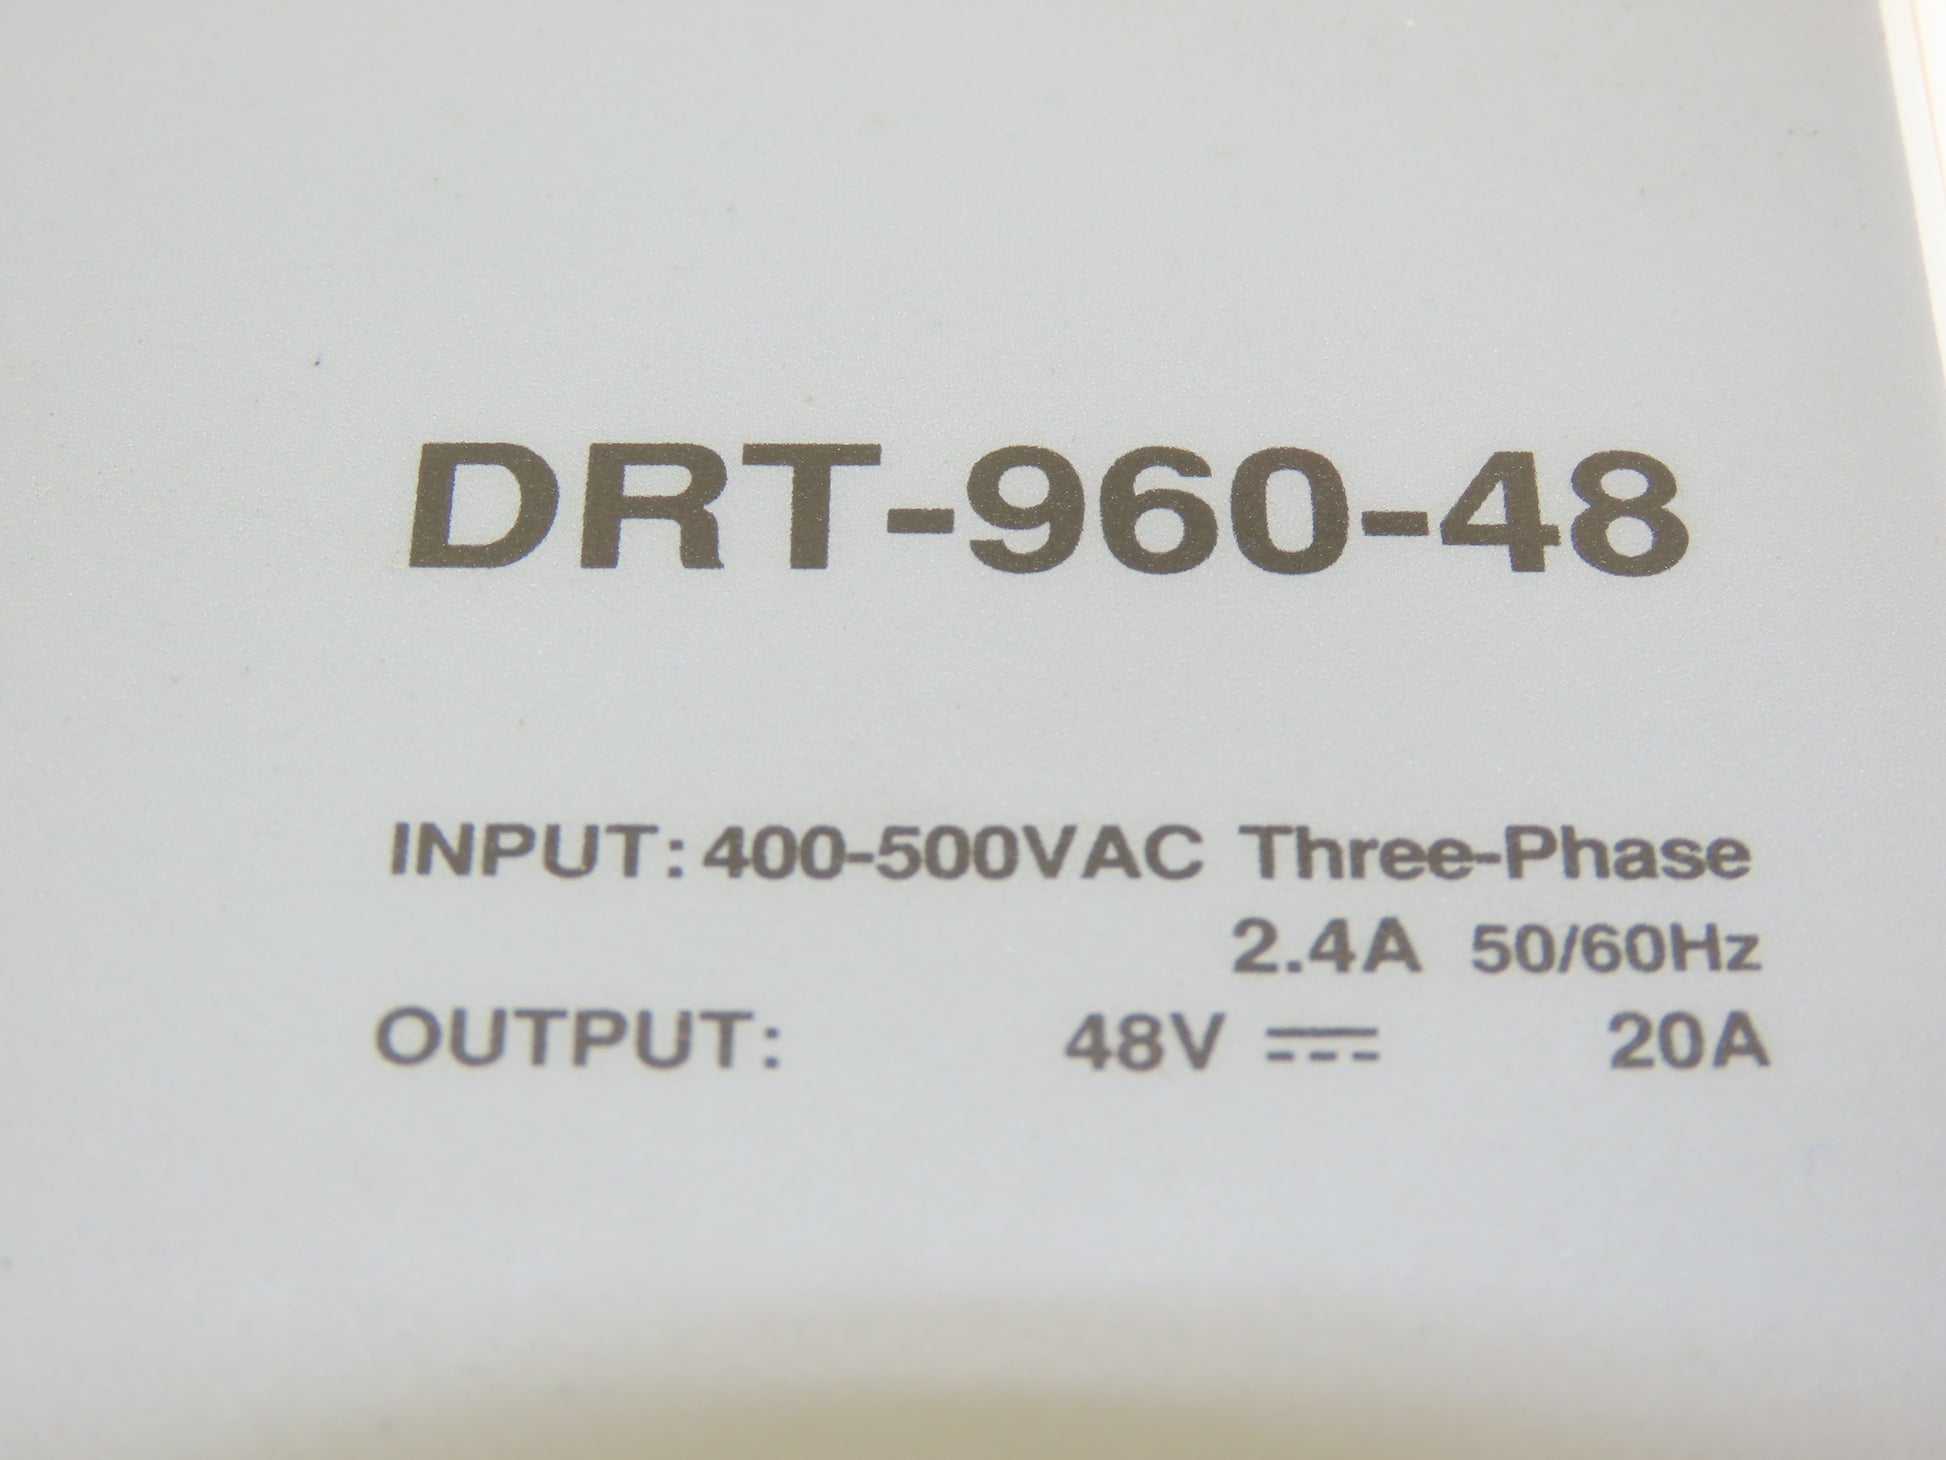 DRT-960-48
INPUT: 400-500VAC Three-Phase
2.4A 50/60Hz
OUTPUT: 48V ⎓ 20A